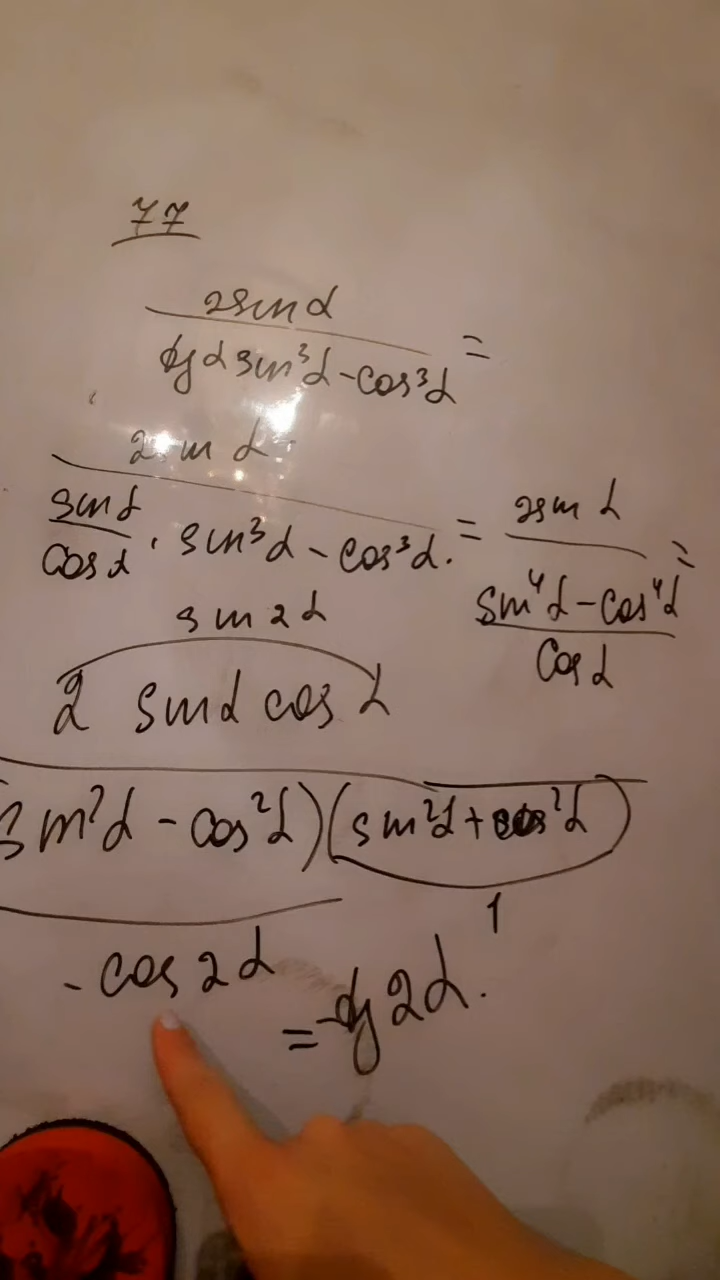 77
2sin α
tg α sin³α - cos³α =
2sin α
sin α
cos α · sin³α - cos³α. = 2sin α
sin⁴α - cos⁴α =
cos α
sin 2α
2 sin α cos α
sin²α - cos²α)(sin²α + cos²α)
1
- cos 2α
= -tg 2α.